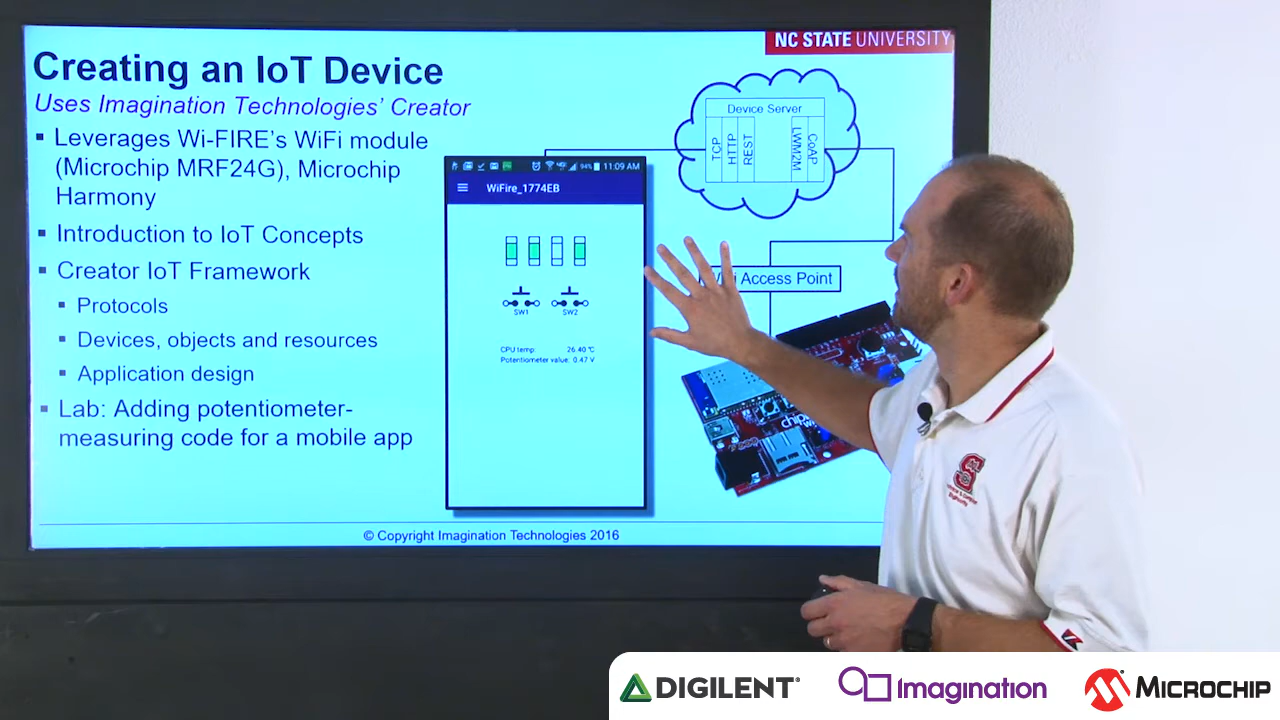 NC STATE UNIVERSITY
Creating an IoT Device
Uses Imagination Technologies' Creator
▪ Leverages Wi-FIRE's WiFi module
(Microchip MRF24G), Microchip
Harmony
▪ Introduction to IoT Concepts
▪ Creator IoT Framework
▪ Protocols
▪ Devices, objects and resources
▪ Application design
▪ Lab: Adding potentiometer-
measuring code for a mobile app
94% 11:09 AM
WiFire_1774EB
SW1 SW2
CPU temp: 26.40 °C
Potentiometer value: 0.47 V
Device Server
TCP
HTTP
REST
LWM2M
CoAP
Access Point
© Copyright Imagination Technologies 2016
S
DIGILENT®
Imagination
MICROCHIP